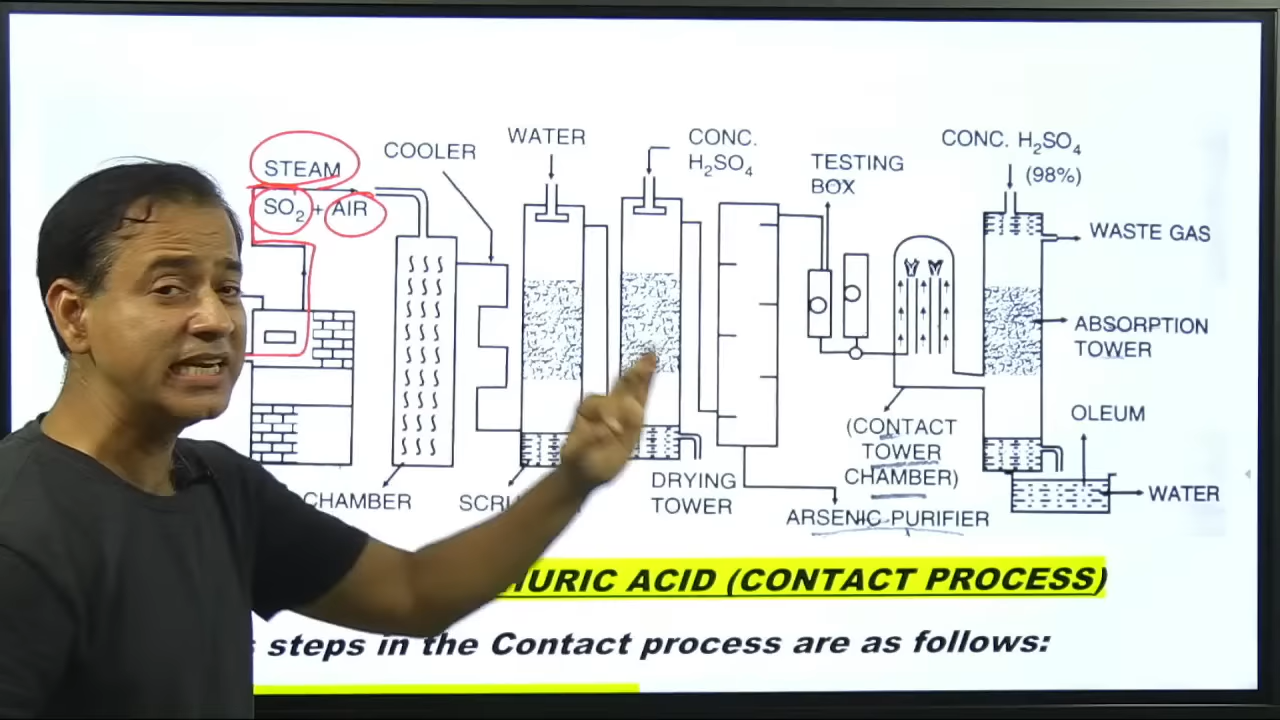 STEAM
SO₂ + AIR
COOLER
WATER
CONC.
H₂SO₄
TESTING
BOX
CONC. H₂SO₄
(98%)
WASTE GAS
ABSORPTION
TOWER
OLEUM
WATER
(CONTACT
TOWER
CHAMBER)
DRYING
TOWER
ARSENIC PURIFIER
CHAMBER
ACID (CONTACT PROCESS)
steps in the Contact process are as follows: